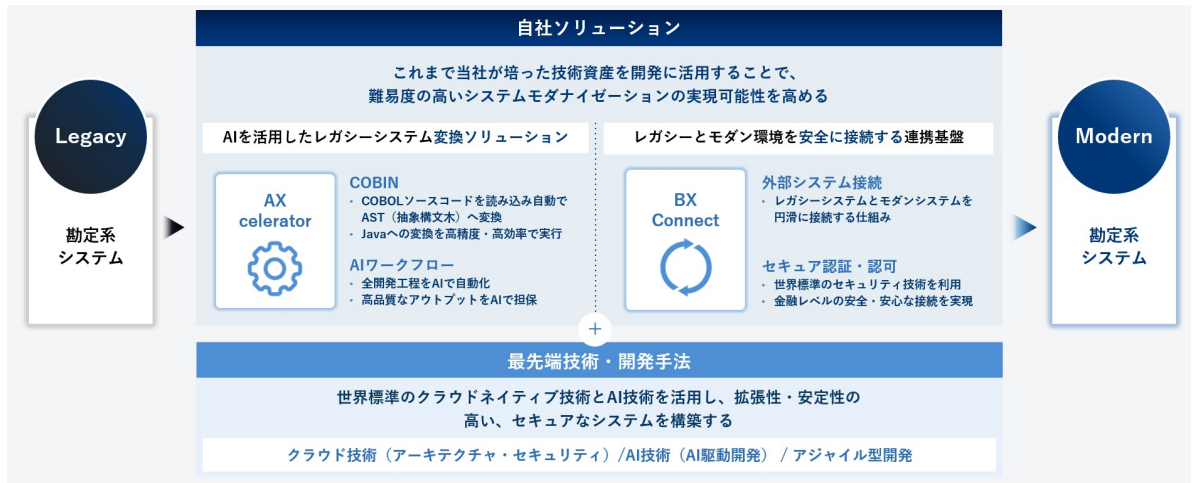 自社ソリューション
これまで当社が培った技術資産を開発に活用することで、
難易度の高いシステムモダナイゼーションの実現可能性を高める
Legacy
勘定系
システム
AIを活用したレガシーシステム変換ソリューション
AX
celerator
COBIN
・ COBOLソースコードを読み込み自動で
AST（抽象構文木）へ変換
・ Javaへの変換を高精度・高効率で実行
AIワークフロー
・ 全開発工程をAIで自動化
・ 高品質なアウトプットをAIで担保
レガシーとモダン環境を安全に接続する連携基盤
BX
Connect
外部システム接続
・ レガシーシステムとモダンシステムを
円滑に接続する仕組み
セキュア認証・認可
・ 世界標準のセキュリティ技術を利用
・ 金融レベルの安全・安心な接続を実現
Modern
勘定系
システム
+
最先端技術・開発手法
世界標準のクラウドネイティブ技術とAI技術を活用し、拡張性・安定性の
高い、セキュアなシステムを構築する
クラウド技術（アーキテクチャ・セキュリティ）/AI技術（AI駆動開発） / アジャイル型開発